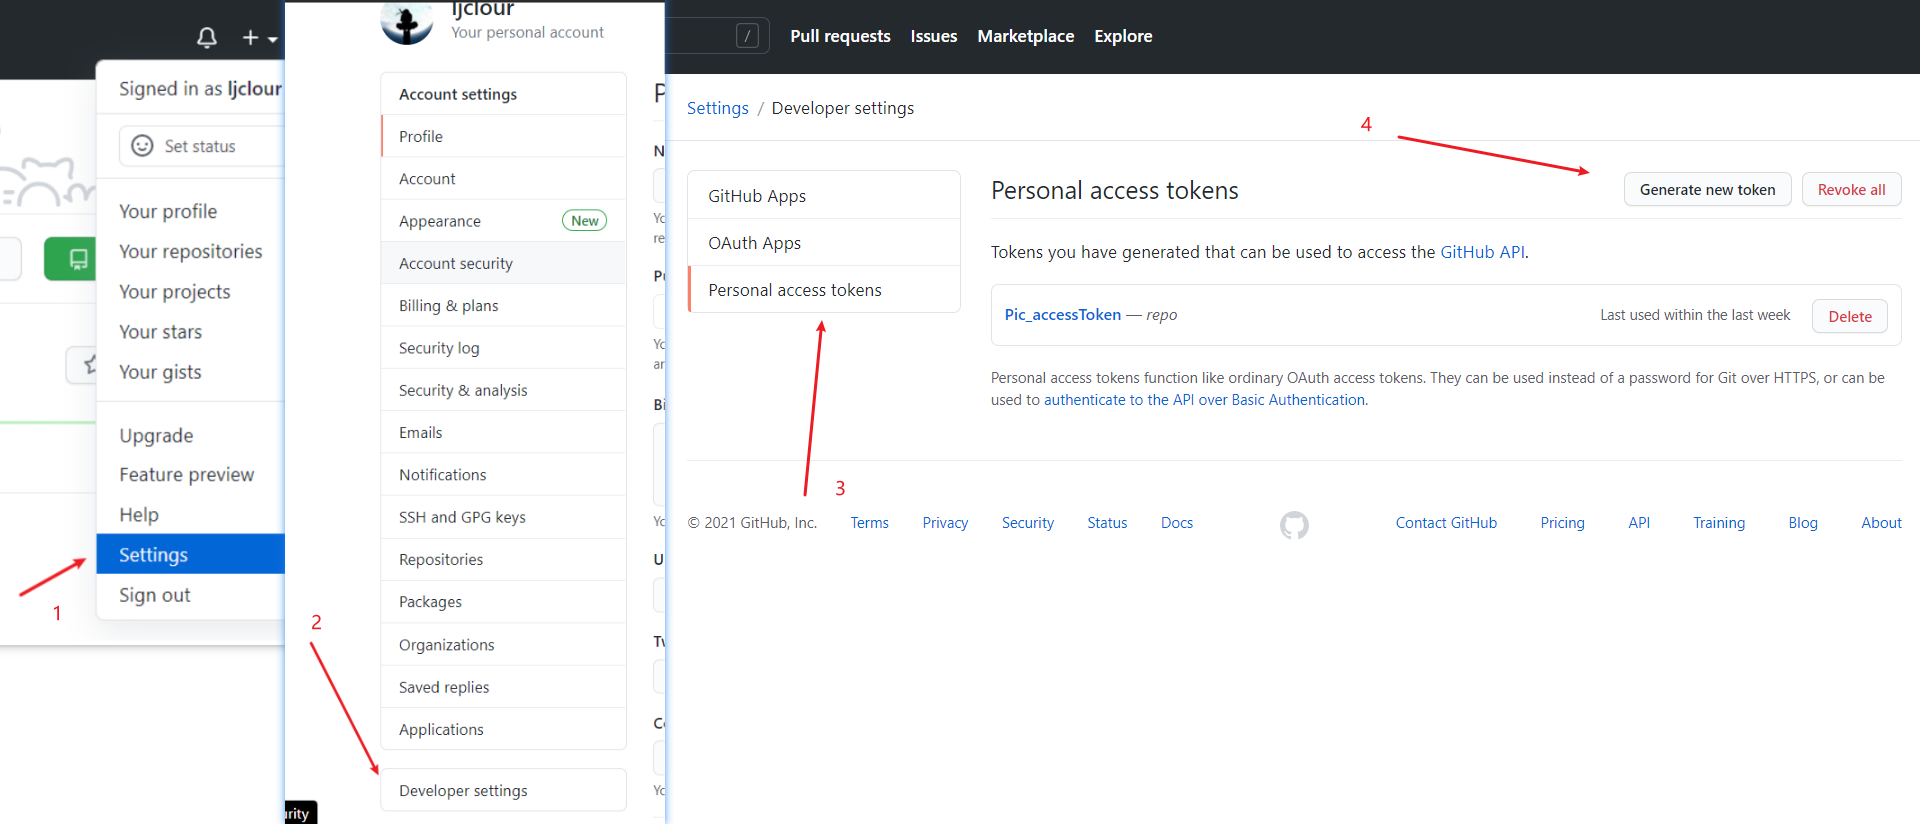 Signed in as ljclour
Set status
Your profile
Your repositories
Your projects
Your stars
Your gists
Upgrade
Feature preview
Help
Settings
Sign out
1
ljclour
Your personal account
Account settings
Profile
Account
Appearance New
Account security
Billing & plans
Security log
Security & analysis
Emails
Notifications
SSH and GPG keys
Repositories
Packages
Organizations
Saved replies
Applications
2
Developer settings
/ Pull requests Issues Marketplace Explore
Settings / Developer settings
4
GitHub Apps
OAuth Apps
Personal access tokens
3
Personal access tokens
Generate new token Revoke all
Tokens you have generated that can be used to access the GitHub API.
Pic_accessToken — repo Last used within the last week Delete
Personal access tokens function like ordinary OAuth access tokens. They can be used instead of a password for Git over HTTPS, or can be
used to authenticate to the API over Basic Authentication.
© 2021 GitHub, Inc. Terms Privacy Security Status Docs Contact GitHub Pricing API Training Blog About